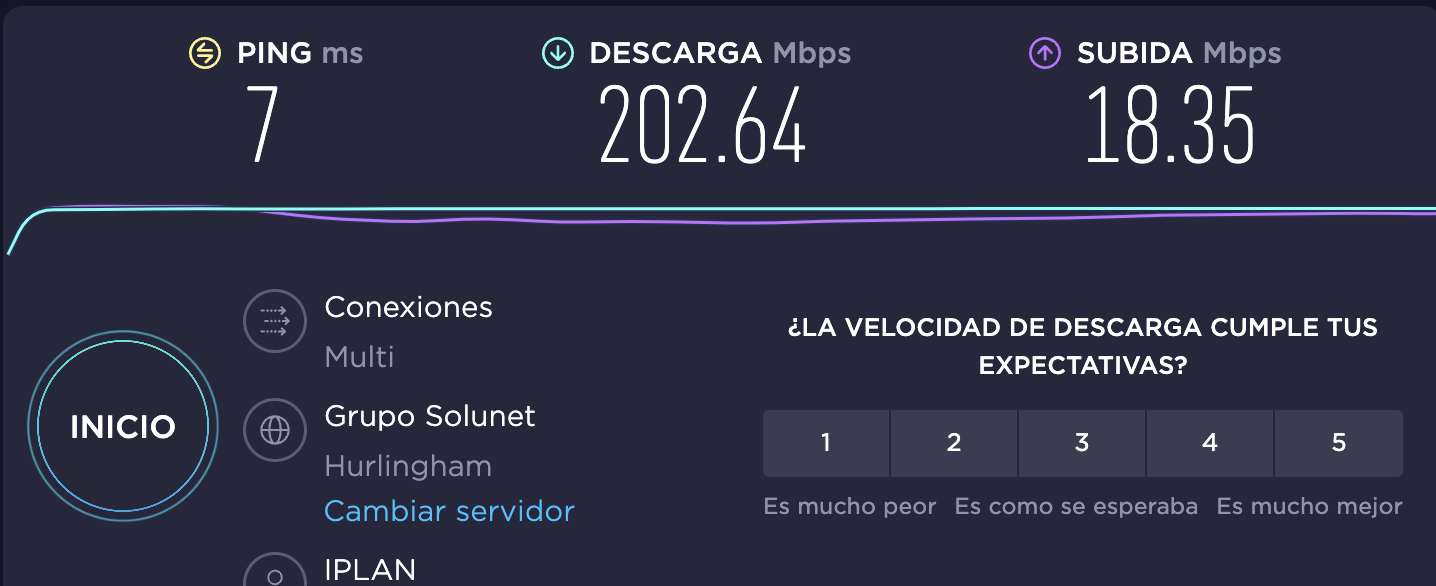 PING ms
7
DESCARGA Mbps
202.64
SUBIDA Mbps
18.35
INICIO
Conexiones
Multi
Grupo Solunet
Hurlingham
Cambiar servidor
IPLAN
¿LA VELOCIDAD DE DESCARGA CUMPLE TUS
EXPECTATIVAS?
1 2 3 4 5
Es mucho peor Es como se esperaba Es mucho mejor